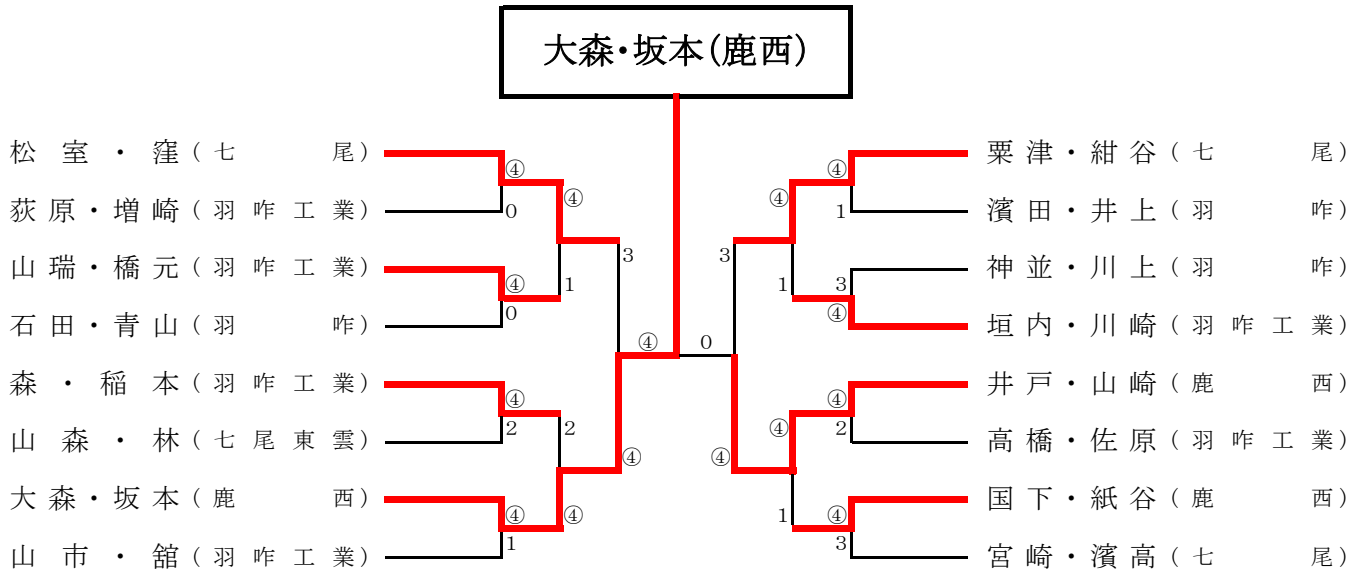 大森・坂本(鹿西)
松室・窪(七尾)
④
荻原・増崎(羽咋工業)
0
④
山瑞・橋元(羽咋工業)
④
1
石田・青山(羽咋)
0
3
森・稲本(羽咋工業)
④
山森・林(七尾東雲)
2
2
大森・坂本(鹿西)
④
④
山市・舘(羽咋工業)
1
④
④
0
粟津・紺谷(七尾)
④
濱田・井上(羽咋)
1
④
神並・川上(羽咋)
3
1
垣内・川崎(羽咋工業)
④
3
井戸・山崎(鹿西)
④
高橋・佐原(羽咋工業)
2
④
国下・紙谷(鹿西)
④
1
宮崎・濱高(七尾)
3
④